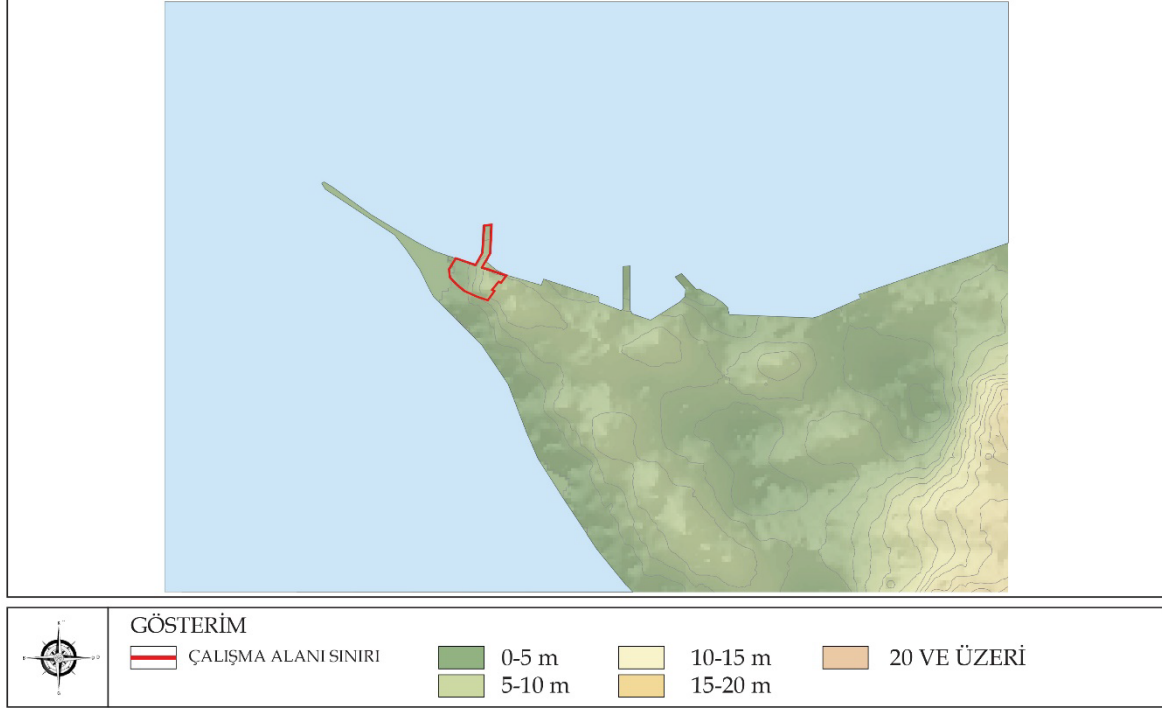 GÖSTERİM
ÇALIŞMA ALANI SINIRI
0-5 m
5-10 m
10-15 m
15-20 m
20 VE ÜZERİ